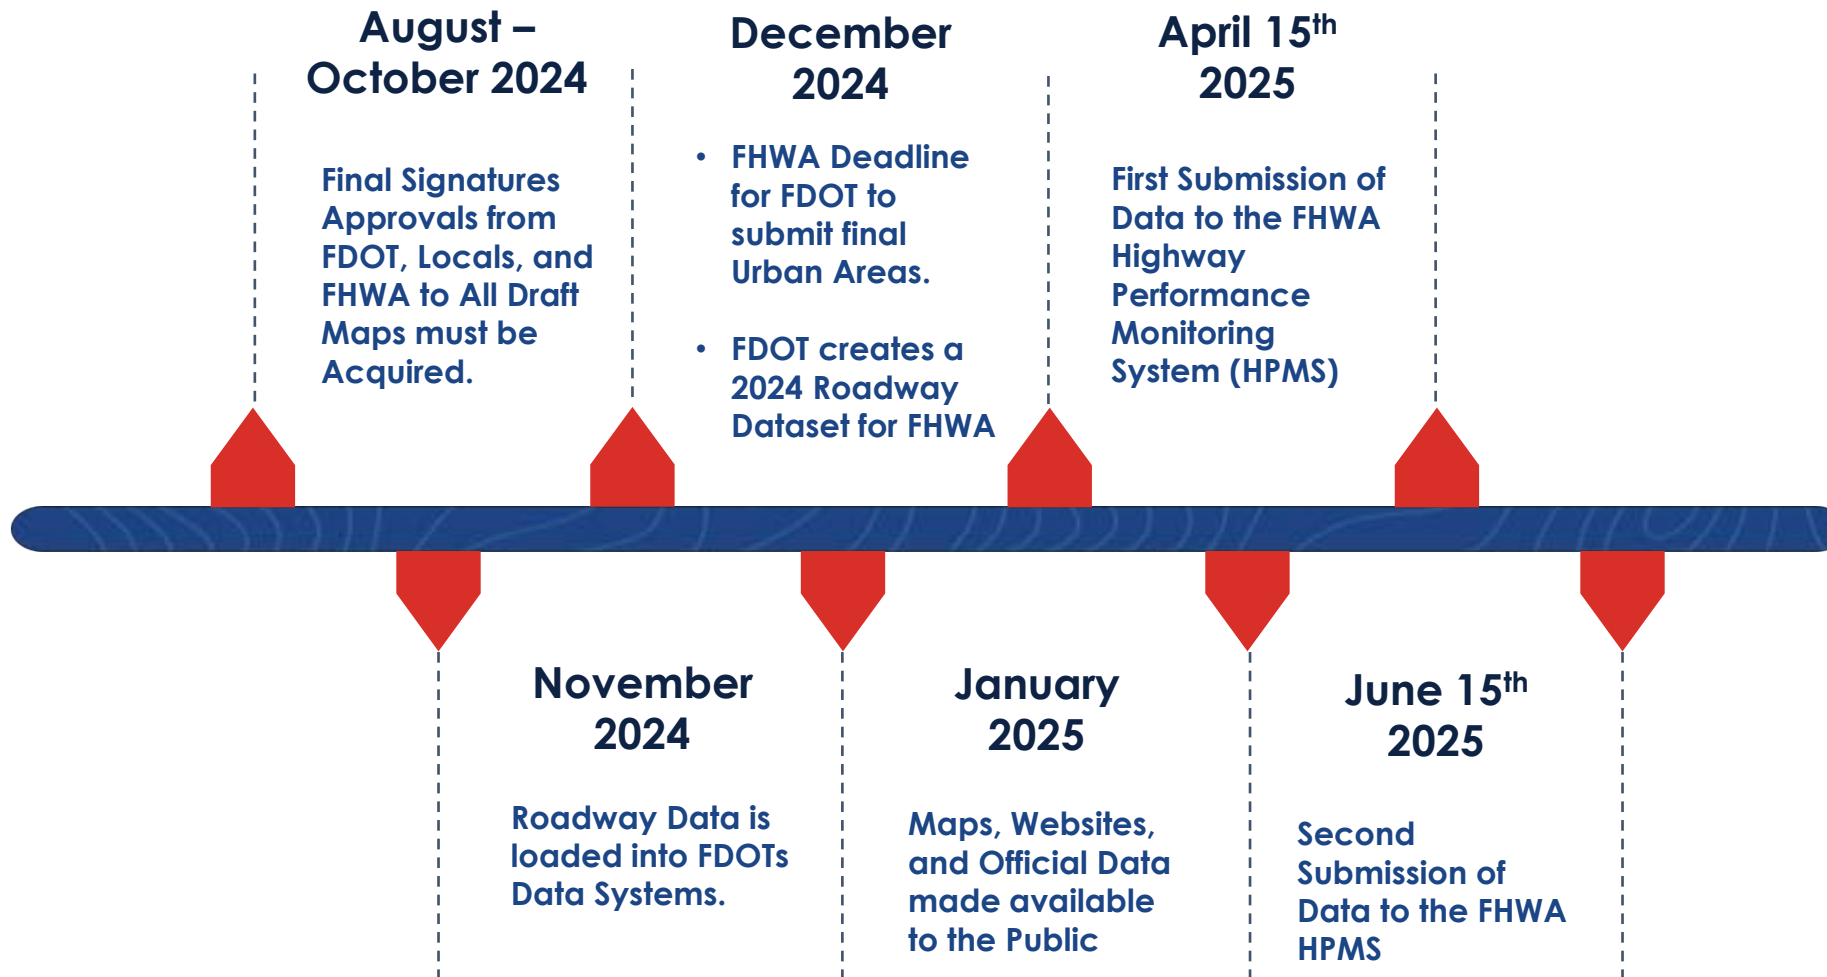 August –
October 2024
Final Signatures
Approvals from
FDOT, Locals, and
FHWA to All Draft
Maps must be
Acquired.
December
2024
• FHWA Deadline
for FDOT to
submit final
Urban Areas.
• FDOT creates a
2024 Roadway
Dataset for FHWA
April 15th
2025
First Submission of
Data to the FHWA
Highway
Performance
Monitoring
System (HPMS)
November
2024
Roadway Data is
loaded into FDOTs
Data Systems.
January
2025
Maps, Websites,
and Official Data
made available
to the Public
June 15th
2025
Second
Submission of
Data to the FHWA
HPMS